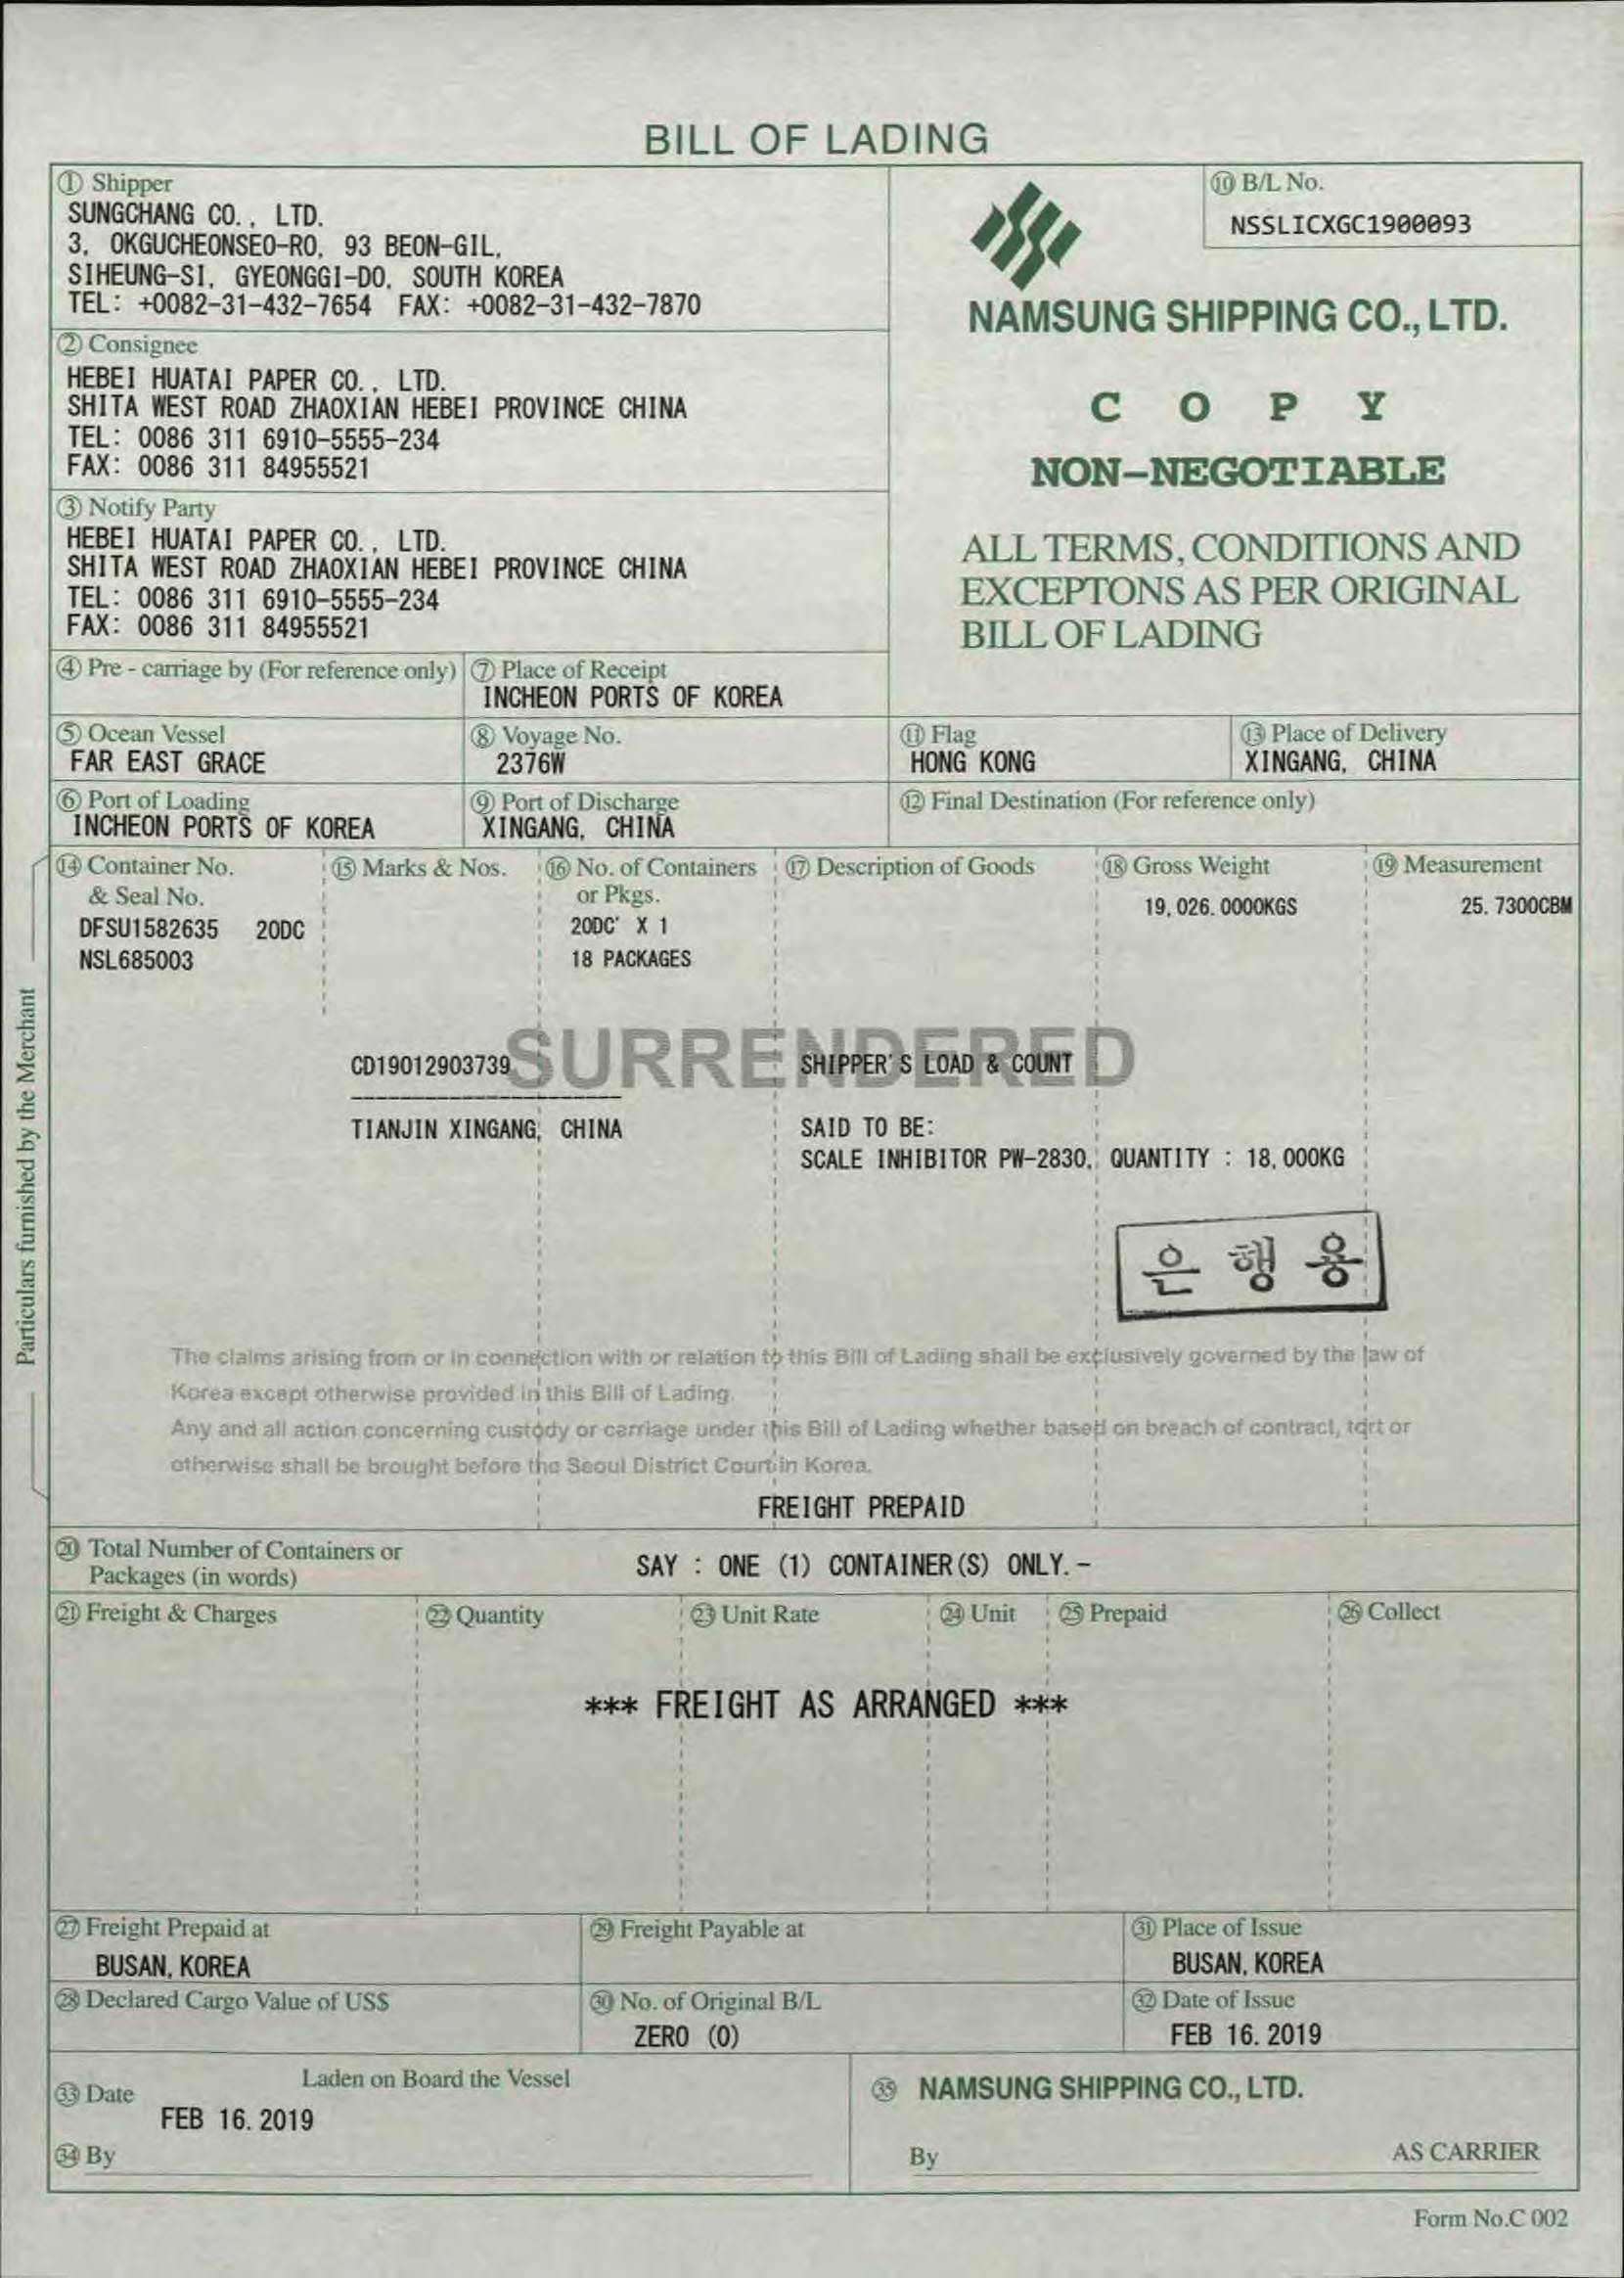 BILL OF LADING
① Shipper
SUNGCHANG CO., LTD.
3, OKGUCHEONSEO-RO, 93 BEON-GIL,
SIHEUNG-SI, GYEONGGI-DO, SOUTH KOREA
TEL: +0082-31-432-7654 FAX: +0082-31-432-7870
⑩ B/L No.
NSSLICXGC1900093
NAMSUNG SHIPPING CO., LTD.
② Consignee
HEBEI HUATAI PAPER CO., LTD.
SHITA WEST ROAD ZHAOXIAN HEBEI PROVINCE CHINA
TEL: 0086 311 6910-5555-234
FAX: 0086 311 84955521
COPY
NON-NEGOTIABLE
③ Notify Party
HEBEI HUATAI PAPER CO., LTD.
SHITA WEST ROAD ZHAOXIAN HEBEI PROVINCE CHINA
TEL: 0086 311 6910-5555-234
FAX: 0086 311 84955521
ALL TERMS, CONDITIONS AND
EXCEPTONS AS PER ORIGINAL
BILL OF LADING
④ Pre - carriage by (For reference only)
⑦ Place of Receipt
INCHEON PORTS OF KOREA
⑤ Ocean Vessel
FAR EAST GRACE
⑧ Voyage No.
2376W
⑪ Flag
HONG KONG
⑬ Place of Delivery
XINGANG, CHINA
⑥ Port of Loading
INCHEON PORTS OF KOREA
⑨ Port of Discharge
XINGANG, CHINA
⑫ Final Destination (For reference only)
⑭ Container No.
& Seal No.
DFSU1582635 20DC
NSL685003
⑮ Marks & Nos.
⑯ No. of Containers
or Pkgs.
20DC' X 1
18 PACKAGES
⑰ Description of Goods
⑱ Gross Weight
19,026.0000KGS
⑲ Measurement
25.7300CBM
Particulars furnished by the Merchant
SURRENDERED
CD19012903739
--------------------
TIANJIN XINGANG, CHINA
SHIPPER'S LOAD & COUNT
SAID TO BE:
SCALE INHIBITOR PW-2830, QUANTITY : 18,000KG
은 행 용
The claims arising from or in connection with or relation to this Bill of Lading shall be exclusively governed by the law of
Korea except otherwise provided in this Bill of Lading.
Any and all action concerning custody or carriage under this Bill of Lading whether based on breach of contract, tort or
otherwise shall be brought before the Seoul District Court in Korea.
FREIGHT PREPAID
⑳ Total Number of Containers or
Packages (in words)
SAY : ONE (1) CONTAINER(S) ONLY.-
㉑ Freight & Charges
㉒ Quantity
㉓ Unit Rate
㉔ Unit
㉕ Prepaid
㉖ Collect
*** FREIGHT AS ARRANGED ***
㉗ Freight Prepaid at
BUSAN, KOREA
㉙ Freight Payable at
㉛ Place of Issue
BUSAN, KOREA
㉘ Declared Cargo Value of US$
㉚ No. of Original B/L
ZERO (0)
㉜ Date of Issue
FEB 16.2019
Laden on Board the Vessel
㉝ Date
FEB 16.2019
㉞ By
㉟ NAMSUNG SHIPPING CO., LTD.
By
AS CARRIER
Form No.C 002